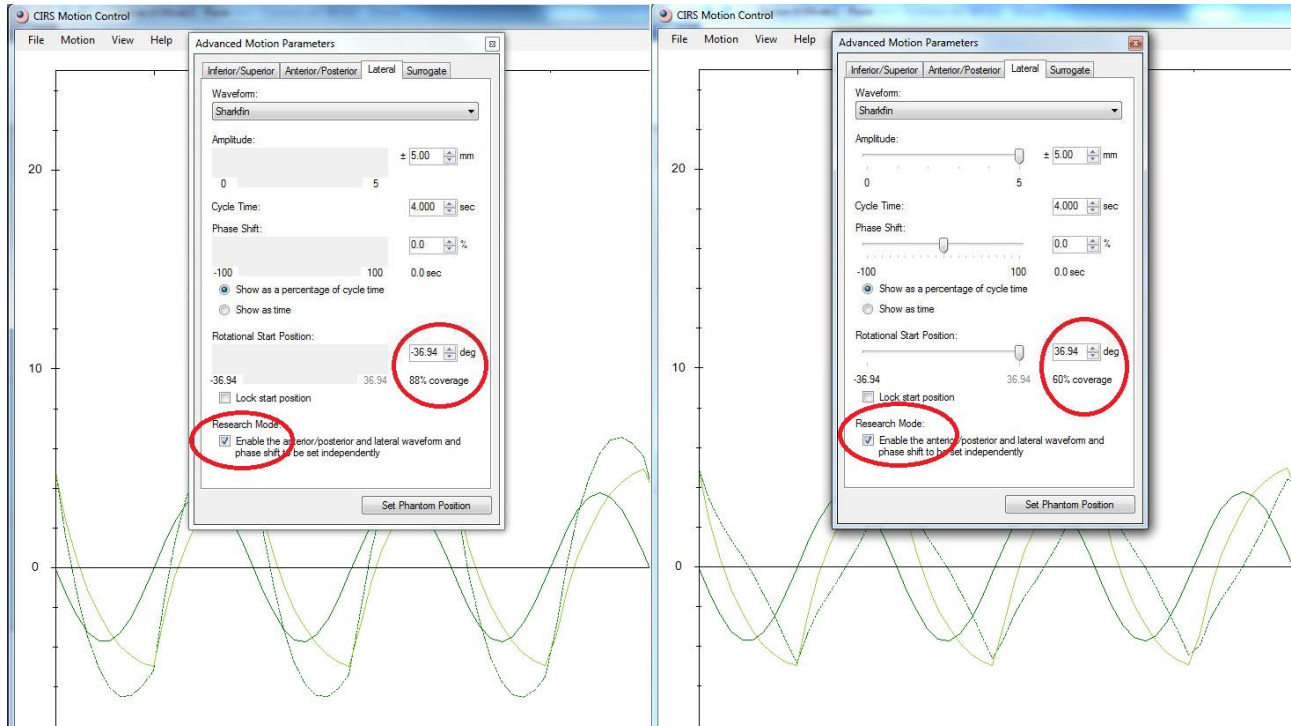 CIRS Motion Control
File Motion View Help
Advanced Motion Parameters
Inferior/Superior Anterior/Posterior Lateral Surrogate
Waveform:
Sharkfin
Amplitude:
± 5.00 mm
0 5
Cycle Time: 4.000 sec
Phase Shift:
0.0 %
-100 100 0.0 sec
Show as a percentage of cycle time
Show as time
Rotational Start Position:
-36.94 deg
-36.94 36.94 88% coverage
Lock start position
Research Mode:
Enable the anterior/posterior and lateral waveform and
phase shift to be set independently
Set Phantom Position
20
10
0
CIRS Motion Control
File Motion View Help
Advanced Motion Parameters
Inferior/Superior Anterior/Posterior Lateral Surrogate
Waveform:
Sharkfin
Amplitude:
± 5.00 mm
0 5
Cycle Time: 4.000 sec
Phase Shift:
0.0 %
-100 100 0.0 sec
Show as a percentage of cycle time
Show as time
Rotational Start Position:
36.94 deg
-36.94 36.94 60% coverage
Lock start position
Research Mode:
Enable the anterior/posterior and lateral waveform and
phase shift to be set independently
Set Phantom Position
20
10
0